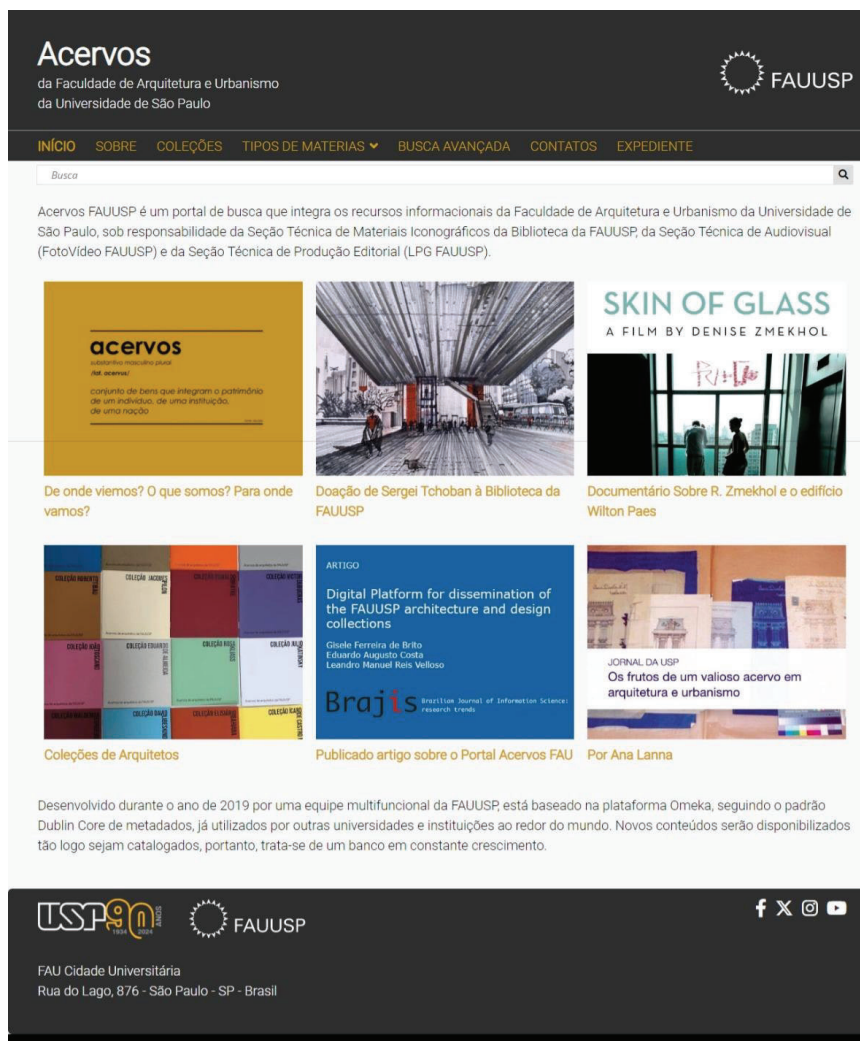 Acervos
da Faculdade de Arquitetura e Urbanismo
da Universidade de São Paulo
FAUUSP
INÍCIO SOBRE COLEÇÕES TIPOS DE MATERIAS BUSCA AVANÇADA CONTATOS EXPEDIENTE
Busca
Acervos FAUUSP é um portal de busca que integra os recursos informacionais da Faculdade de Arquitetura e Urbanismo da Universidade de
São Paulo, sob responsabilidade da Seção Técnica de Materiais Iconográficos da Biblioteca da FAUUSP, da Seção Técnica de Audiovisual
(FotoVídeo FAUUSP) e da Seção Técnica de Produção Editorial (LPG FAUUSP).
acervos
substantivo masculino plural
/lat. acervos/
conjunto de bens que integram o patrimônio
de um indivíduo, de uma instituição,
de uma nação
SKIN OF GLASS
A FILM BY DENISE ZMEKHOL
De onde viemos? O que somos? Para onde
vamos?
Doação de Sergei Tchoban à Biblioteca da
FAUUSP
Documentário Sobre R. Zmekhol e o edifício
Wilton Paes
COLEÇÃO JACQUES PILON
COLEÇÃO EDUARDO DE ALMEIDA
ARTIGO
Digital Platform for dissemination of
the FAUUSP architecture and design
collections
Gisele Ferreira de Brito
Eduardo Augusto Costa
Leandro Manuel Reis Velloso
Brajis Brazilian Journal of Information Science:
research trends
JORNAL DA USP
Os frutos de um valioso acervo em
arquitetura e urbanismo
Coleções de Arquitetos
Publicado artigo sobre o Portal Acervos FAU
Por Ana Lanna
Desenvolvido durante o ano de 2019 por uma equipe multifuncional da FAUUSP, está baseado na plataforma Omeka, seguindo o padrão
Dublin Core de metadados, já utilizados por outras universidades e instituições ao redor do mundo. Novos conteúdos serão disponibilizados
tão logo sejam catalogados, portanto, trata-se de um banco em constante crescimento.
USP 90 ANOS
1934 2024
FAUUSP
FAU Cidade Universitária
Rua do Lago, 876 - São Paulo - SP - Brasil